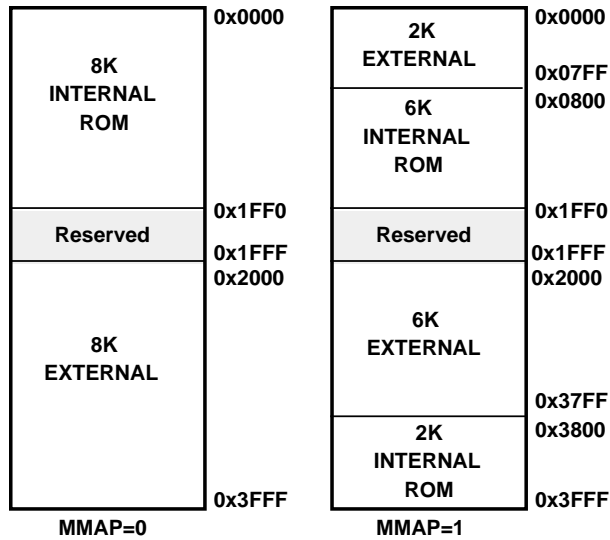 0x0000
8K
INTERNAL
ROM
0x1FF0
Reserved
0x1FFF
0x2000
8K
EXTERNAL
0x3FFF
MMAP=0
0x0000
2K
EXTERNAL
0x07FF
0x0800
6K
INTERNAL
ROM
0x1FF0
Reserved
0x1FFF
0x2000
6K
EXTERNAL
0x37FF
0x3800
2K
INTERNAL
ROM
0x3FFF
MMAP=1